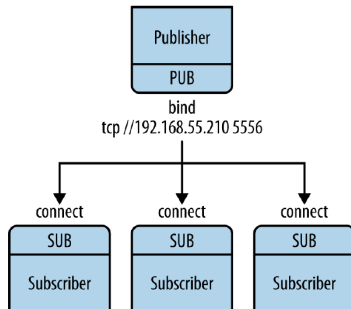 Publisher
PUB
bind
tcp //192.168.55.210 5556
connect connect connect
SUB SUB SUB
Subscriber Subscriber Subscriber